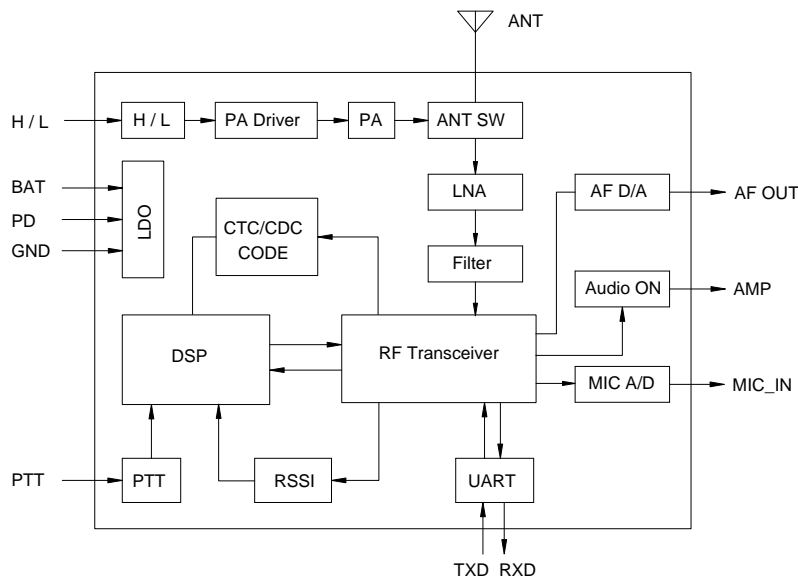 ANT
H / L
H / L
PA Driver
PA
ANT SW
BAT
PD
GND
LDO
LNA
AF D/A
AF OUT
CTC/CDC
CODE
Filter
Audio ON
AMP
DSP
RF Transceiver
MIC A/D
MIC_IN
PTT
PTT
RSSI
UART
TXD
RXD